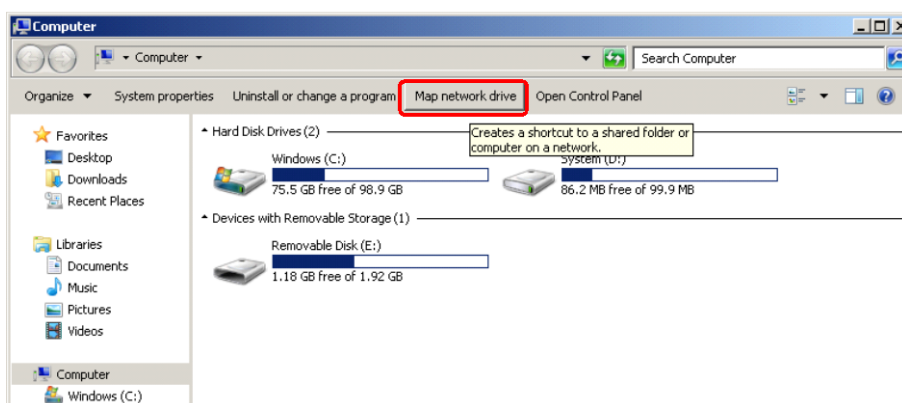 Computer
Computer
Search Computer
Organize System properties Uninstall or change a program Map network drive Open Control Panel
Creates a shortcut to a shared folder or
computer on a network.
Favorites
Desktop
Downloads
Recent Places
Libraries
Documents
Music
Pictures
Videos
Computer
Windows (C:)
Hard Disk Drives (2)
Windows (C:)
75.5 GB free of 98.9 GB
System (D:)
86.2 MB free of 99.9 MB
Devices with Removable Storage (1)
Removable Disk (E:)
1.18 GB free of 1.92 GB